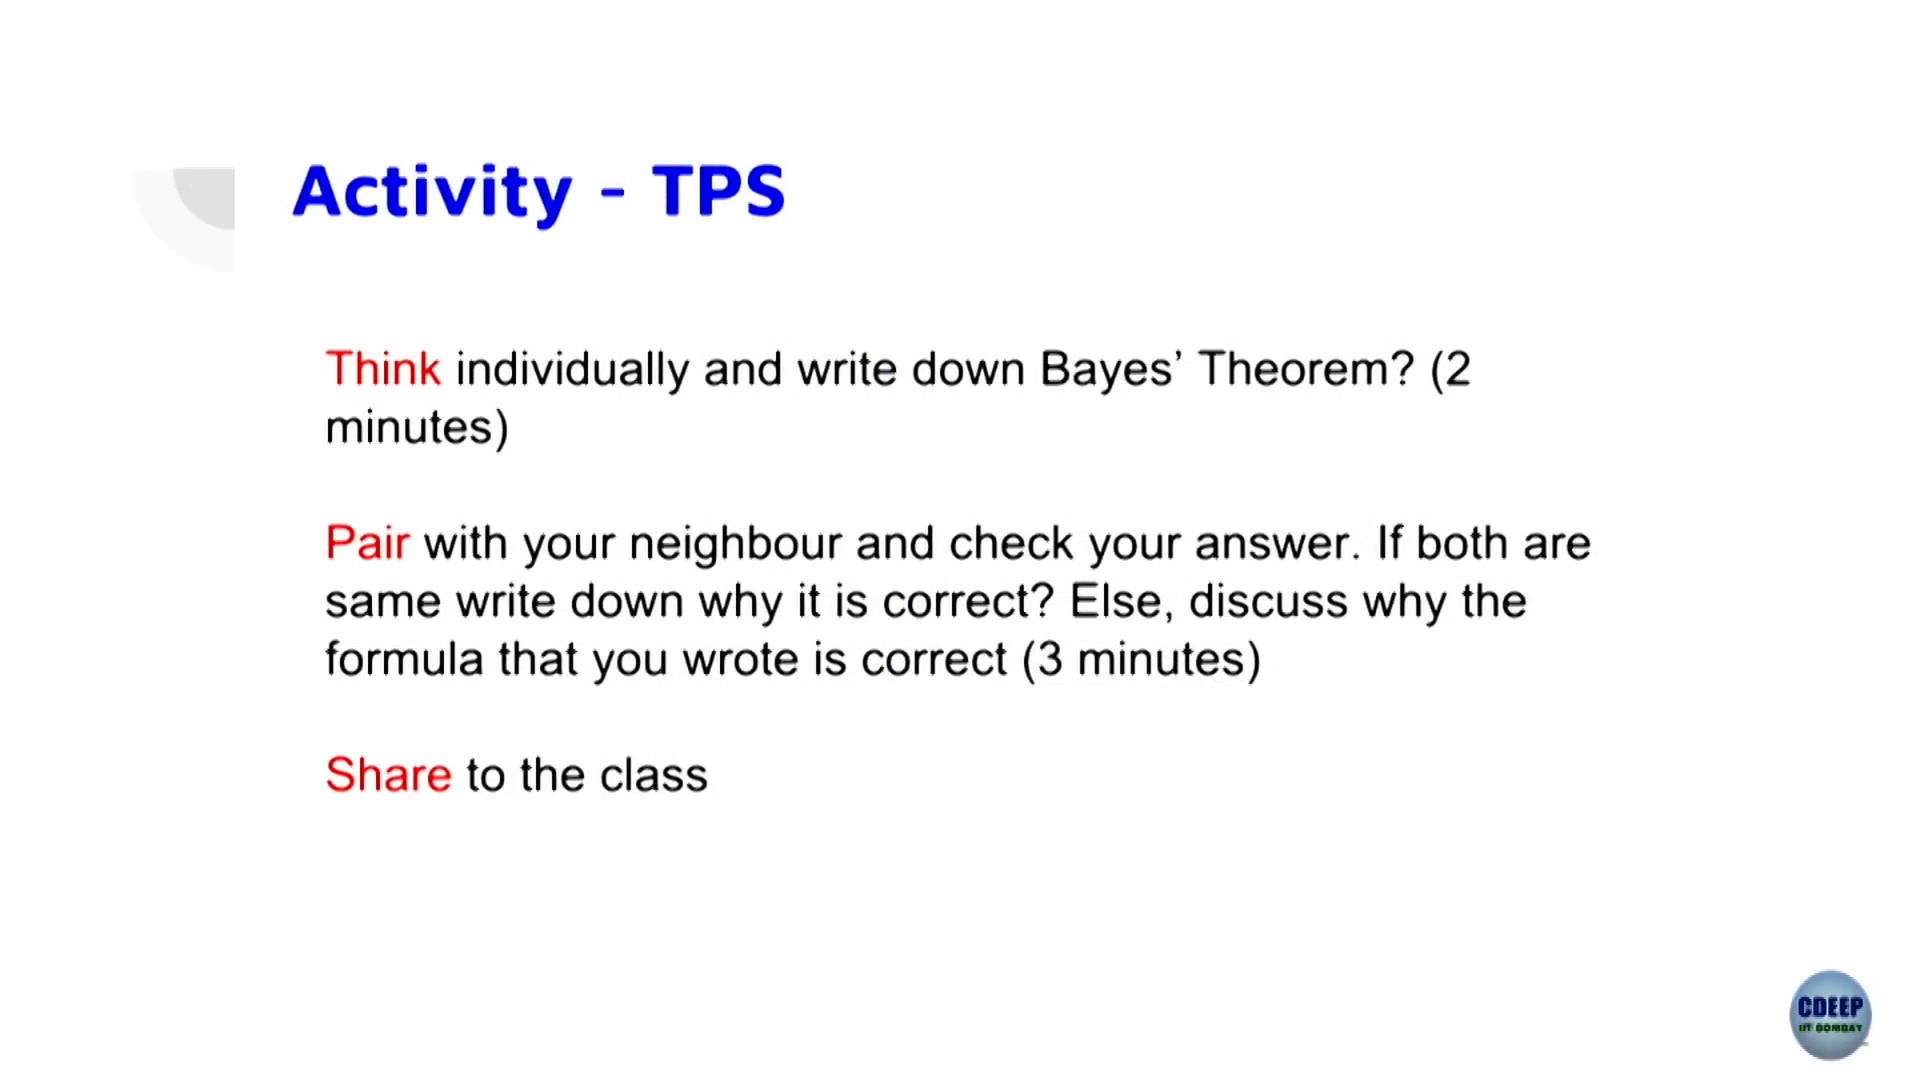 Activity - TPS
Think individually and write down Bayes’ Theorem? (2
minutes)
Pair with your neighbour and check your answer. If both are
same write down why it is correct? Else, discuss why the
formula that you wrote is correct (3 minutes)
Share to the class
CDEEP
IIT BOMBAY